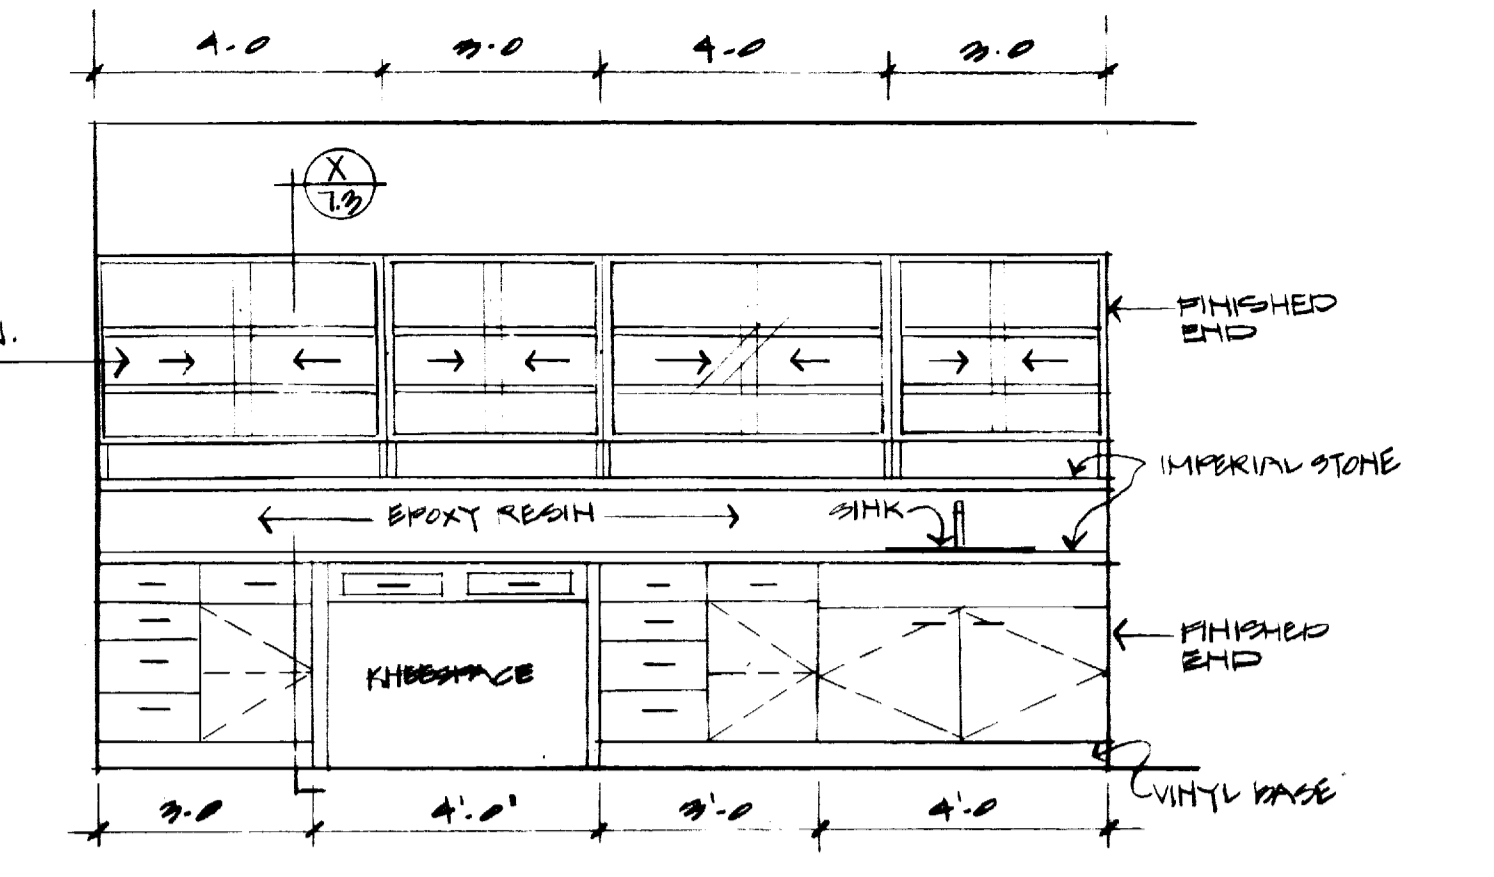 4-0 3-0 4-0 3-0
X
7.3
FINISHED
END
IMPERIAL STONE
EPOXY RESIN
SINK
KNEESPACE
FINISHED
END
VINYL BASE
3-0 4'-0" 3'-0 4'-0